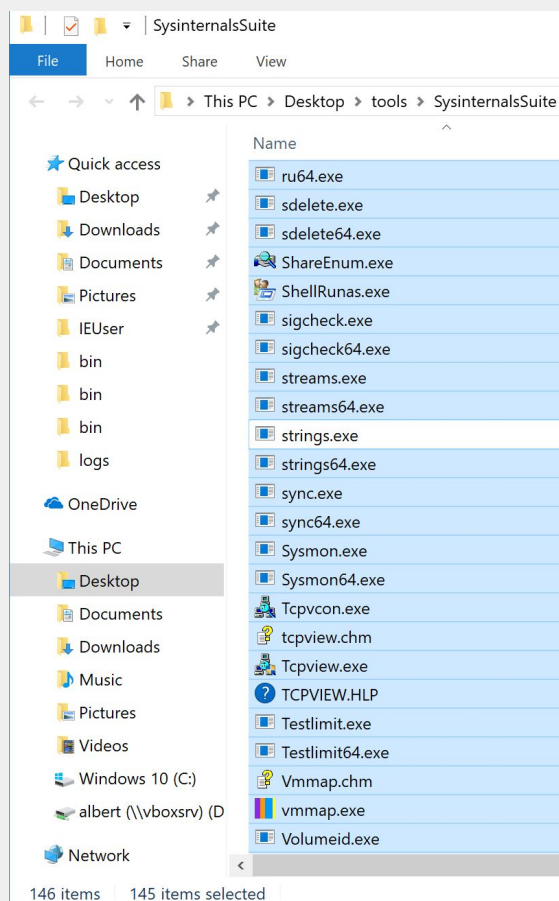 SysinternalsSuite
File Home Share View
This PC Desktop tools SysinternalsSuite
Name
Quick access
Desktop
Downloads
Documents
Pictures
IEUser
bin
bin
bin
logs
OneDrive
This PC
Desktop
Documents
Downloads
Music
Pictures
Videos
Windows 10 (C:)
albert (\\vboxsrv) (D
Network
ru64.exe
sdelete.exe
sdelete64.exe
ShareEnum.exe
ShellRunas.exe
sigcheck.exe
sigcheck64.exe
streams.exe
streams64.exe
strings.exe
strings64.exe
sync.exe
sync64.exe
Sysmon.exe
Sysmon64.exe
Tcpvcon.exe
tcpview.chm
Tcpview.exe
TCPVIEW.HLP
Testlimit.exe
Testlimit64.exe
Vmmap.chm
vmmap.exe
Volumeid.exe
146 items 145 items selected